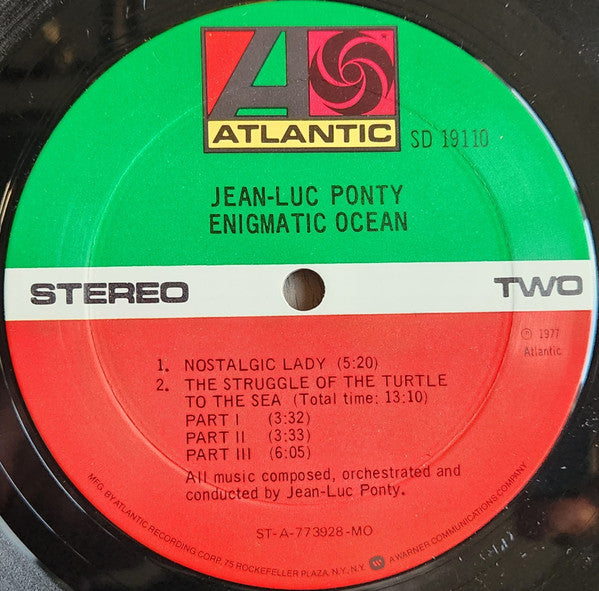 ATLANTIC
SD 19110
JEAN-LUC PONTY
ENIGMATIC OCEAN
STEREO
TWO
℗ 1977
Atlantic
1. NOSTALGIC LADY (5:20)
2. THE STRUGGLE OF THE TURTLE
TO THE SEA (Total time: 13:10)
PART I (3:32)
PART II (3:33)
PART III (6:05)
All music composed, orchestrated and
conducted by Jean-Luc Ponty.
ST-A-773928-MO
MFG. BY ATLANTIC RECORDING CORP., 75 ROCKEFELLER PLAZA, N.Y., N.Y. A WARNER COMMUNICATIONS COMPANY